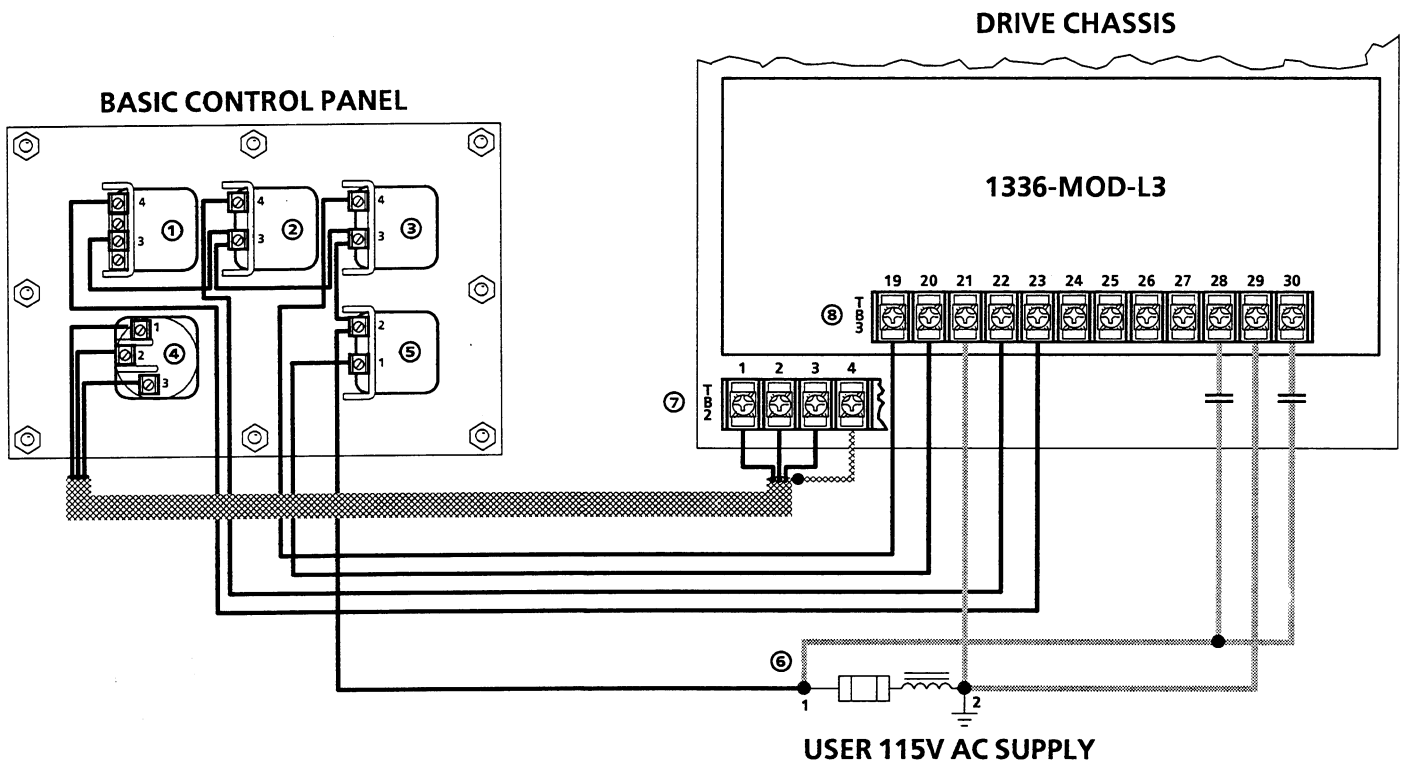 DRIVE CHASSIS
BASIC CONTROL PANEL
1336-MOD-L3
4
3
①
4
3
②
4
3
③
19 20 21 22 23 24 25 26 27 28 29 30
⑧
TB3
1
2
3
④
2
1
⑤
1 2 3 4
⑦
TB2
⑥
1
2
USER 115V AC SUPPLY